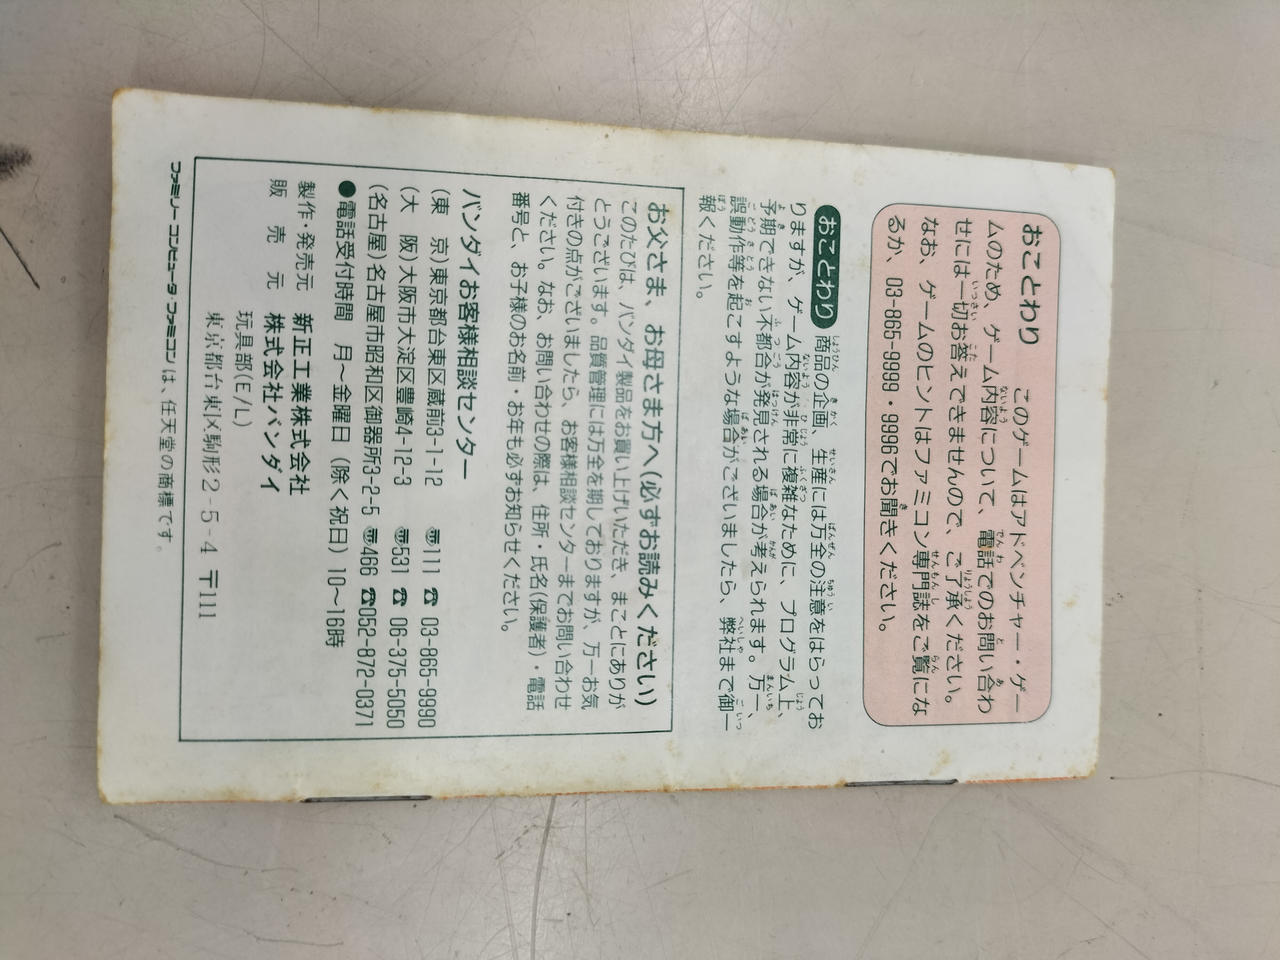 おことわり　このゲームはアドベンチャー・ゲー
ムのため、ゲーム内容について、電話でのお問い合わ
せには一切お答えできませんので、ご了承ください。
なお、ゲームのヒントはファミコン専門誌をご覧にな
るか、03-865-9999・9996でお聞きください。
おことわり 商品の企画、生産には万全の注意をはらってお
りますが、ゲーム内容が非常に複雑なために、プログラム上、
予期できない不都合が発見される場合が考えられます。万一、
誤動作等を起こすような場合がございましたら、弊社まで御一
報ください。
お父さま、お母さま方へ(必ずお読みください)
このたびは、バンダイ製品をお買い上げいただき、まことにありが
とうございます。品質管理には万全を期しておりますが、万一お気
付きの点がございましたら、お客様相談センターまでお問い合わせ
ください。なお、お問い合わせの際は、住所・氏名(保護者)・電話
番号と、お子様のお名前・お年も必ずお知らせください。
バンダイお客様相談センター
(東　京)東京都台東区蔵前3-1-12 〠111 ☎ 03-865-9990
(大　阪)大阪市大淀区豊崎4-12-3 〠531 ☎ 06-375-5050
(名古屋)名古屋市昭和区御器所3-2-5 〠466 ☎052-872-0371
●電話受付時間　月～金曜日（除く祝日）10～16時
製作・発売元　新正工業株式会社
販　売　元　株式会社バンダイ
玩具部(E/L)
東京都台東区駒形2-5-4 〒111
ファミリーコンピュータ・ファミコンは、任天堂の商標です。